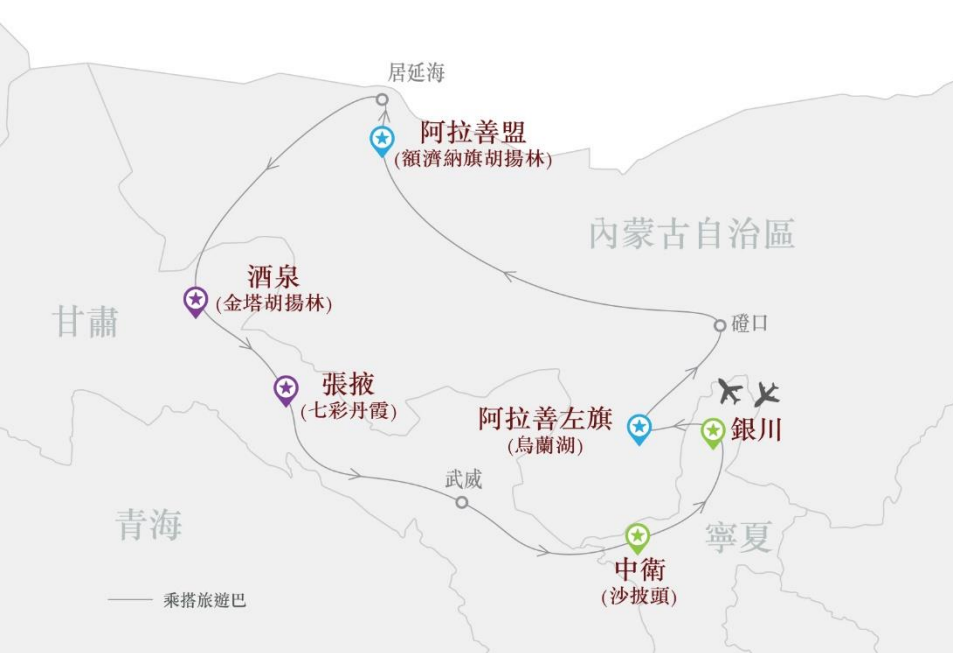 居延海
阿拉善盟
(額濟納旗胡揚林)
內蒙古自治區
酒泉
(金塔胡揚林)
甘肅
磴口
張掖
(七彩丹霞)
阿拉善左旗
(烏蘭湖)
銀川
武威
青海
寧夏
中衛
(沙披頭)
乘搭旅遊巴